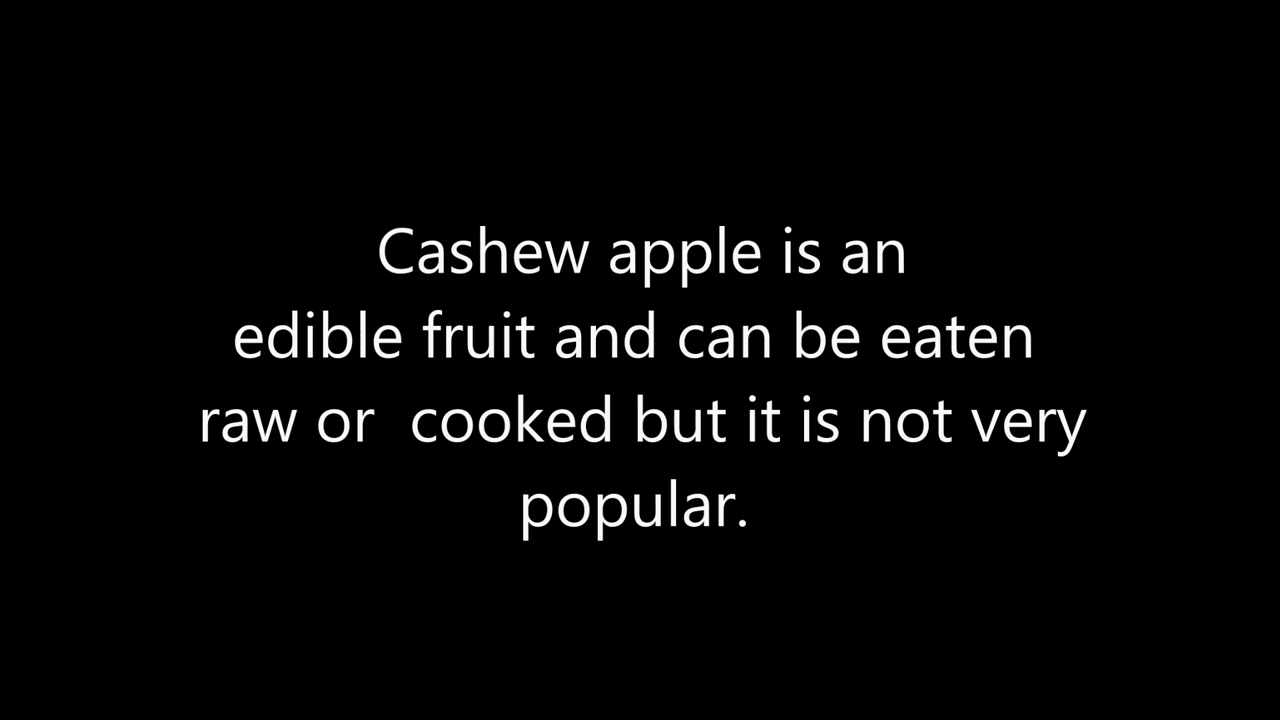 Cashew apple is an
edible fruit and can be eaten
raw or  cooked but it is not very
popular.